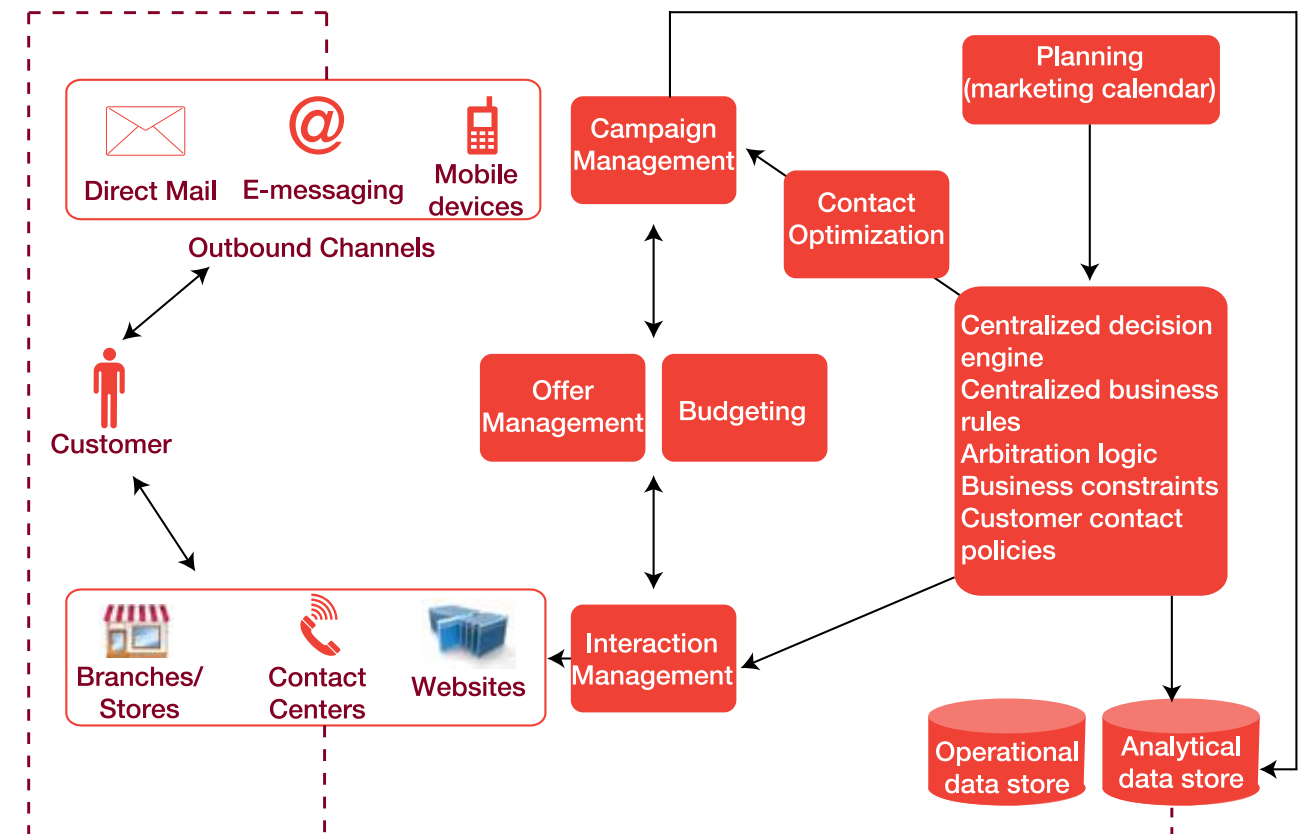 Planning
(marketing calendar)
@
Direct Mail
E-messaging
Mobile
devices
Outbound Channels
Campaign
Management
Contact
Optimization
Centralized decision
engine
Centralized business
rules
Arbitration logic
Business constraints
Customer contact
policies
Customer
Offer
Management
Budgeting
Branches/
Stores
Contact
Centers
Websites
Interaction
Management
Operational
data store
Analytical
data store